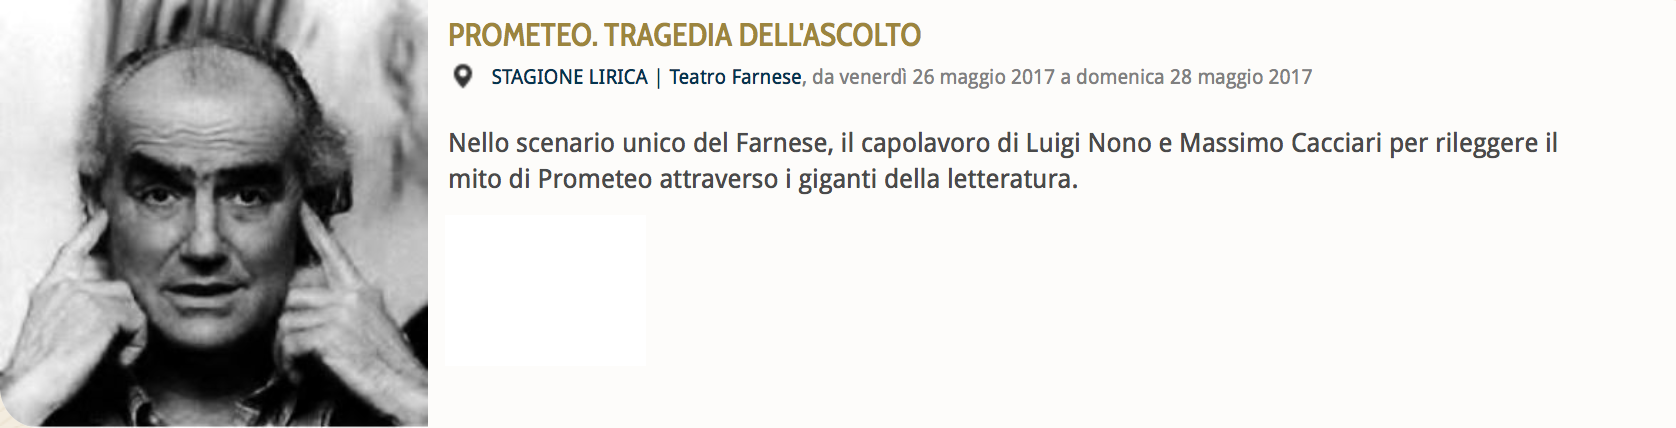 PROMETEO. TRAGEDIA DELL'ASCOLTO
STAGIONE LIRICA | Teatro Farnese, da venerdì 26 maggio 2017 a domenica 28 maggio 2017
Nello scenario unico del Farnese, il capolavoro di Luigi Nono e Massimo Cacciari per rileggere il
mito di Prometeo attraverso i giganti della letteratura.